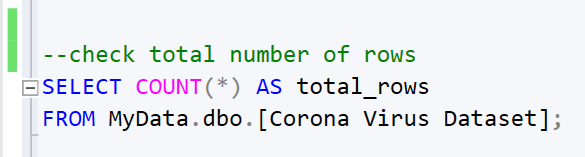 --check total number of rows
SELECT COUNT(*) AS total_rows
FROM MyData.dbo.[Corona Virus Dataset];